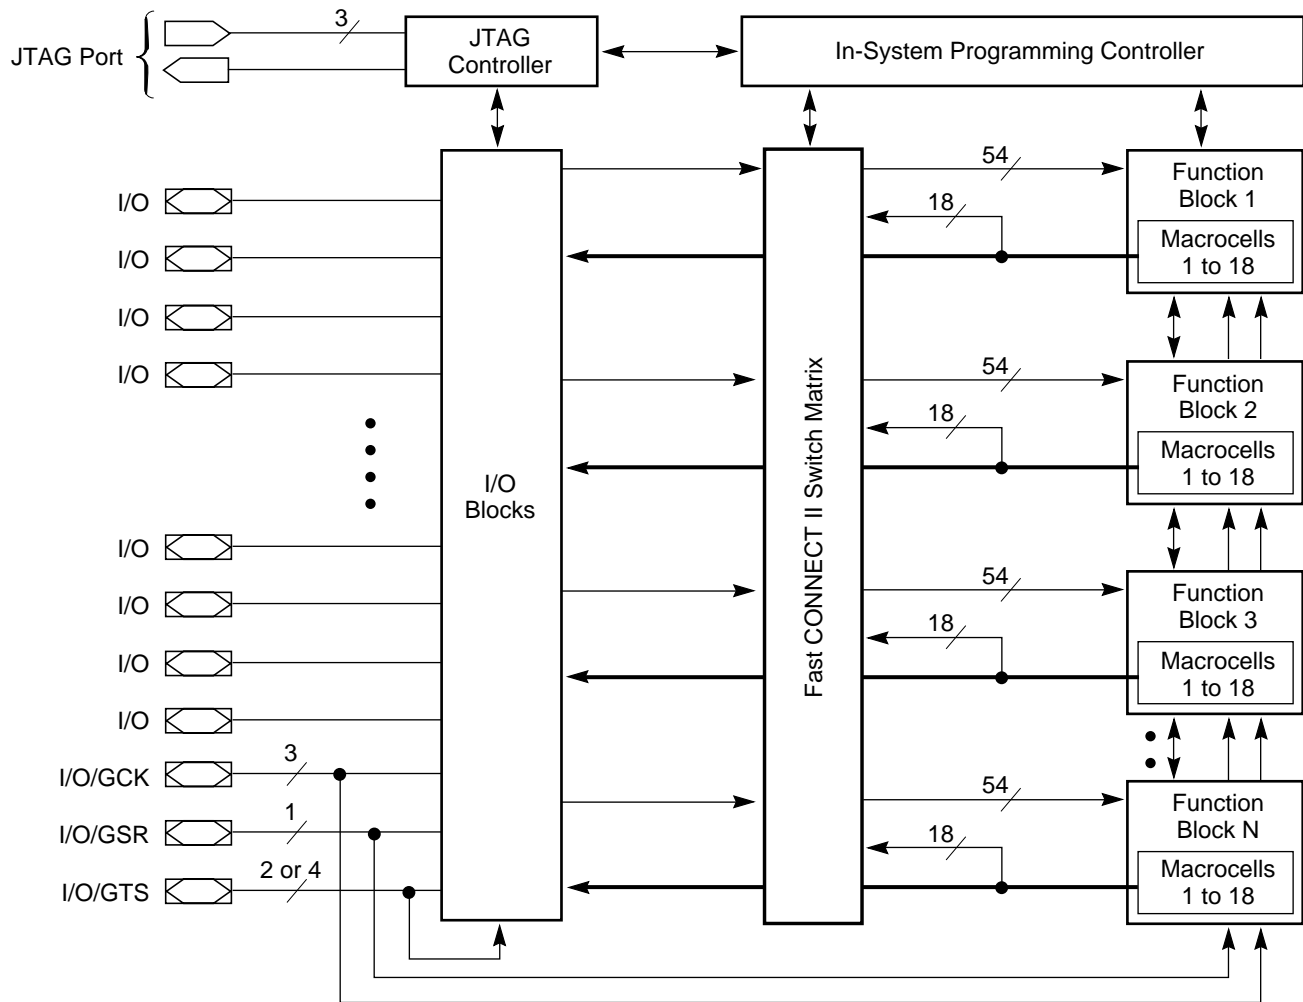 3
JTAG Port
JTAG
Controller
In-System Programming Controller
I/O
I/O
I/O
I/O
I/O
I/O
I/O
I/O
I/O/GCK
3
I/O/GSR
1
I/O/GTS
2 or 4
I/O
Blocks
Fast CONNECT II Switch Matrix
54
18
Function
Block 1
Macrocells
1 to 18
54
18
Function
Block 2
Macrocells
1 to 18
54
18
Function
Block 3
Macrocells
1 to 18
54
18
Function
Block N
Macrocells
1 to 18